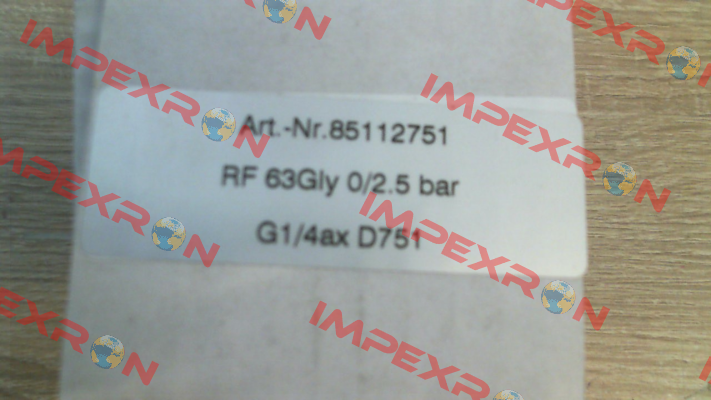 Art.-Nr.85112751
RF 63Gly 0/2.5 bar
G1/4ax D751
IMPEXRON
IMPEXRON
IMPEXRON
IMPEXRON
IMPEXRON
IMPEXRON